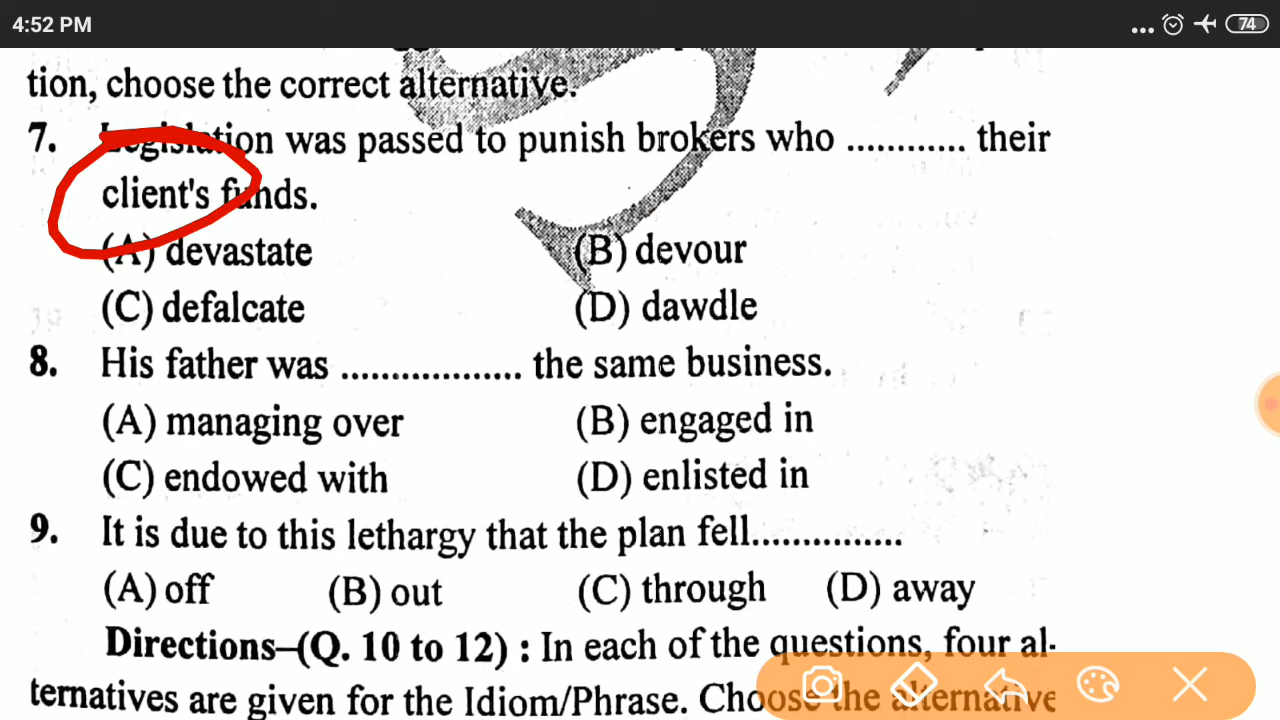 4:52 PM
74
tion, choose the correct alternative.
7. Legislation was passed to punish brokers who ............ their
client's funds.
(A) devastate (B) devour
(C) defalcate (D) dawdle
8. His father was .................. the same business.
(A) managing over (B) engaged in
(C) endowed with (D) enlisted in
9. It is due to this lethargy that the plan fell...............
(A) off (B) out (C) through (D) away
Directions–(Q. 10 to 12) : In each of the questions, four al-
ternatives are given for the Idiom/Phrase. Choose the alternative